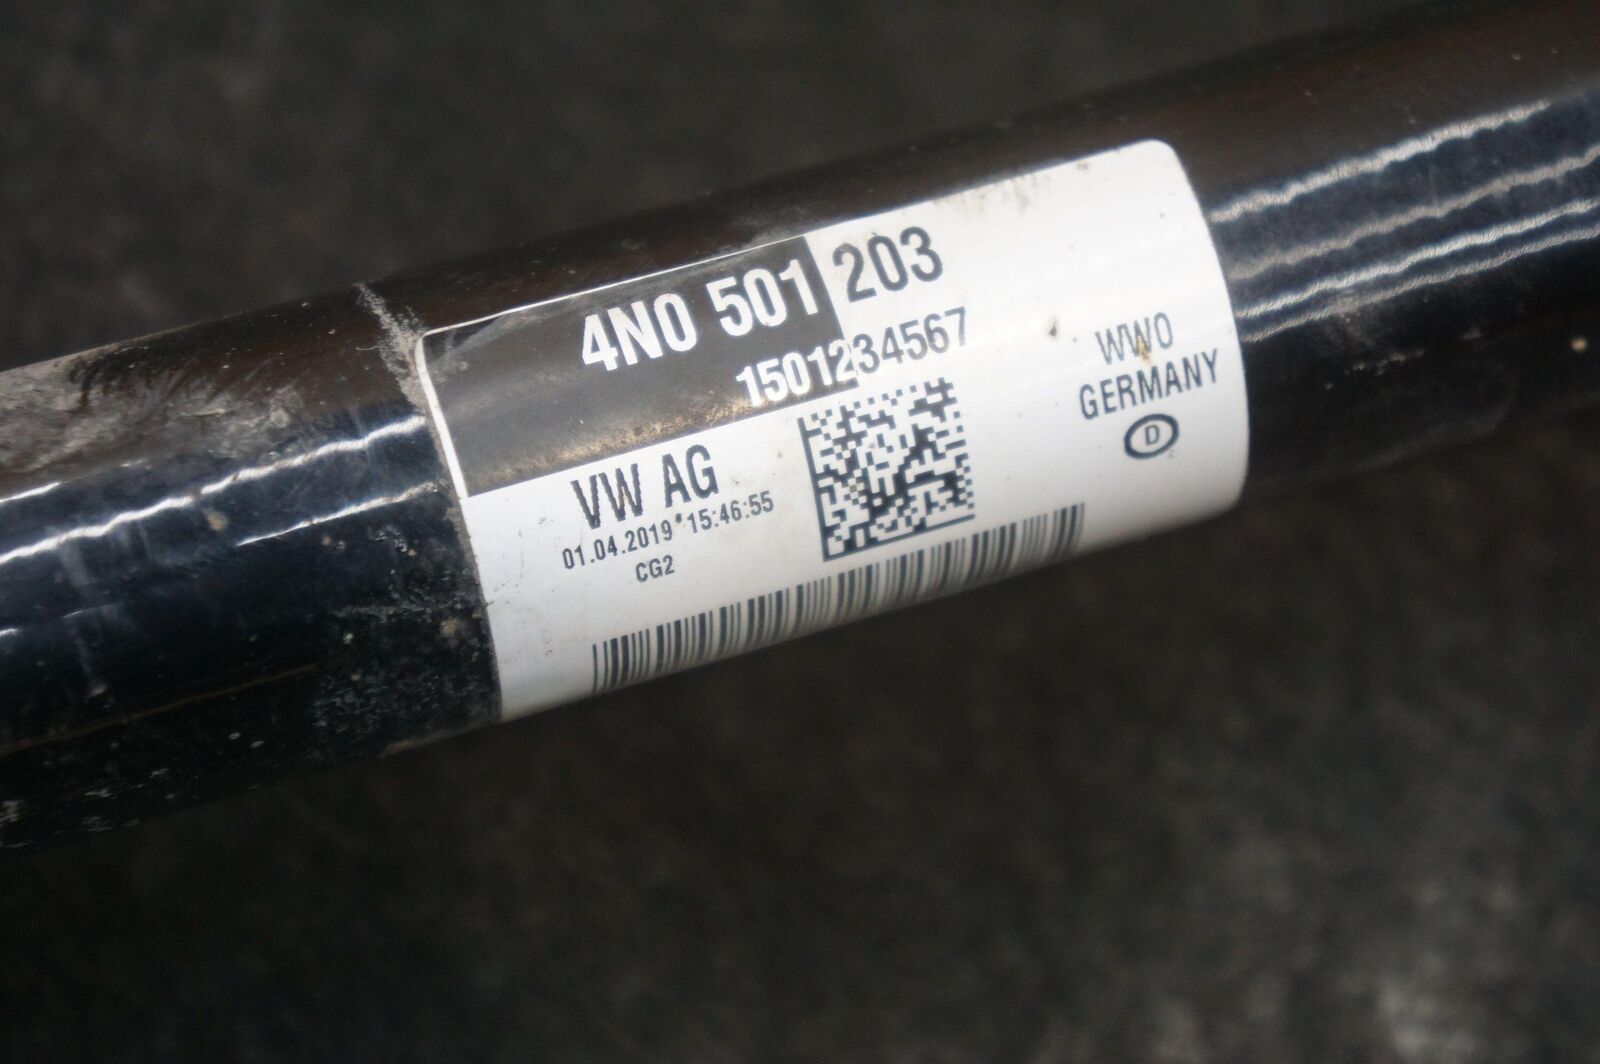 4N0 501 203
1501234567
VW AG
01.04.2019*15:46:55
CG2
WWO
GERMANY
D